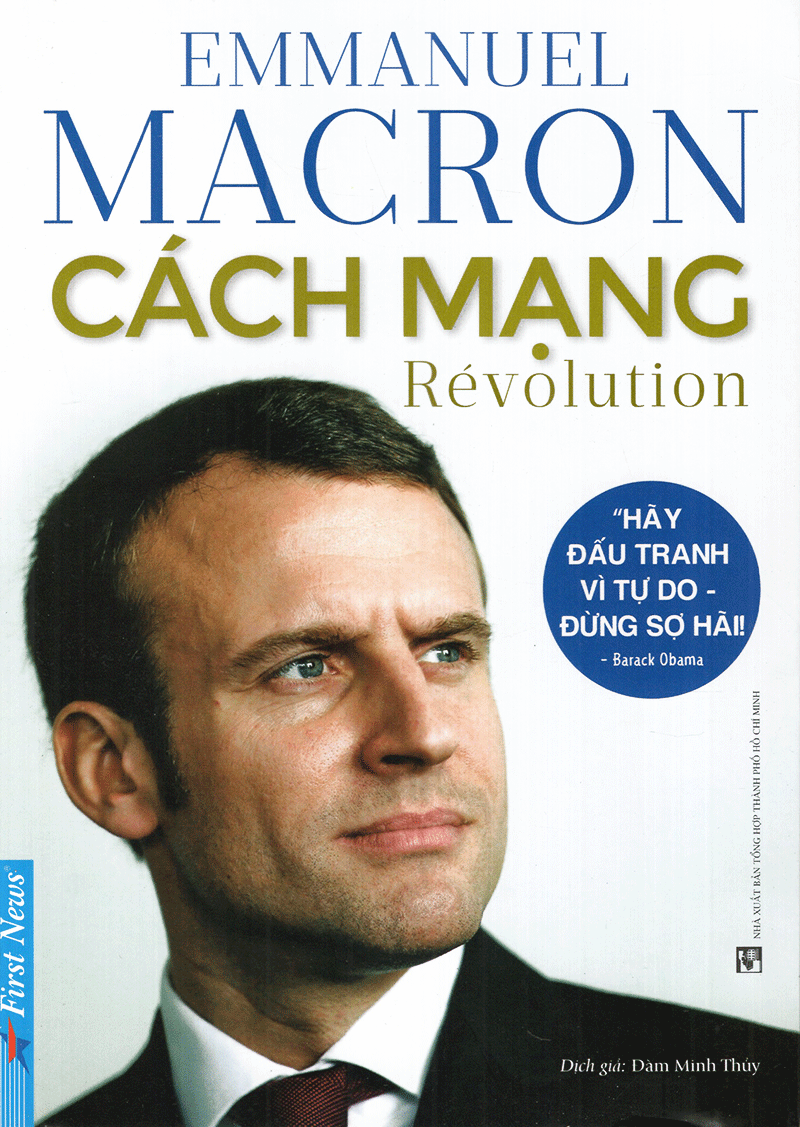 EMMANUEL
MACRON
CÁCH MẠNG
Révolution
“HÃY
ĐẤU TRANH
VÌ TỰ DO -
ĐỪNG SỢ HÃI!
- Barack Obama
NHÀ XUẤT BẢN TỔNG HỢP THÀNH PHỐ HỒ CHÍ MINH
First News®
Dịch giả: Đàm Minh Thủy